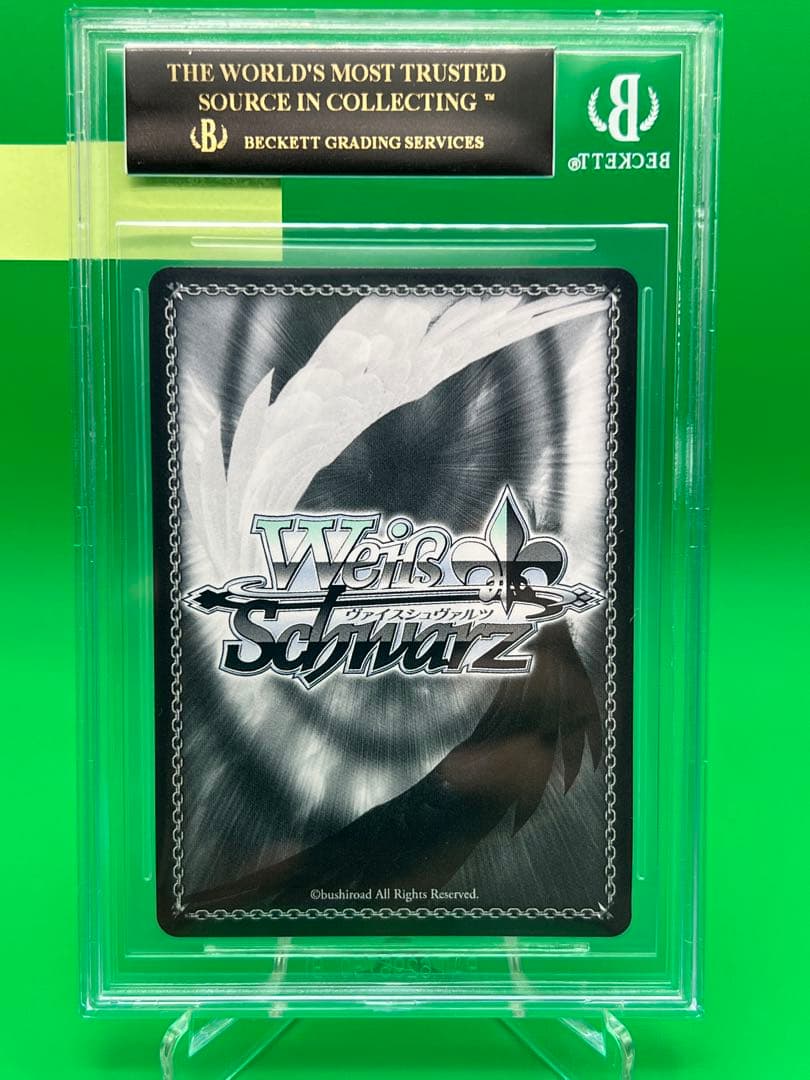 THE WORLD'S MOST TRUSTED
SOURCE IN COLLECTING ™
B BECKETT GRADING SERVICES
B
BECKETT®
Weiß
ヴァイスシュヴァルツ
Schwarz
©bushiroad All Rights Reserved.